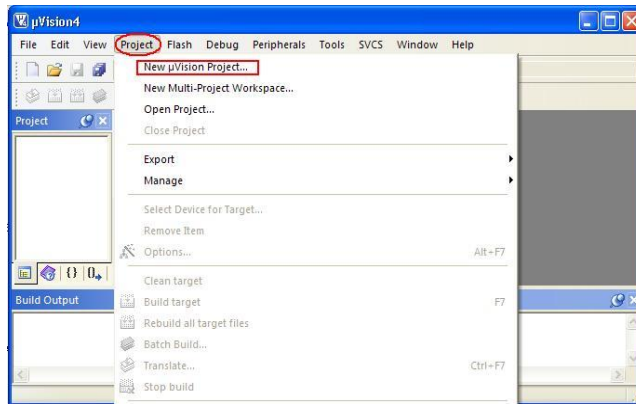 µVision4
File Edit View Project Flash Debug Peripherals Tools SVCS Window Help
New µVision Project...
New Multi-Project Workspace...
Open Project...
Close Project
Export
Manage
Select Device for Target...
Remove Item
Options... Alt+F7
Clean target
Build target F7
Rebuild all target files
Batch Build...
Translate... Ctrl+F7
Stop build
Project
Build Output